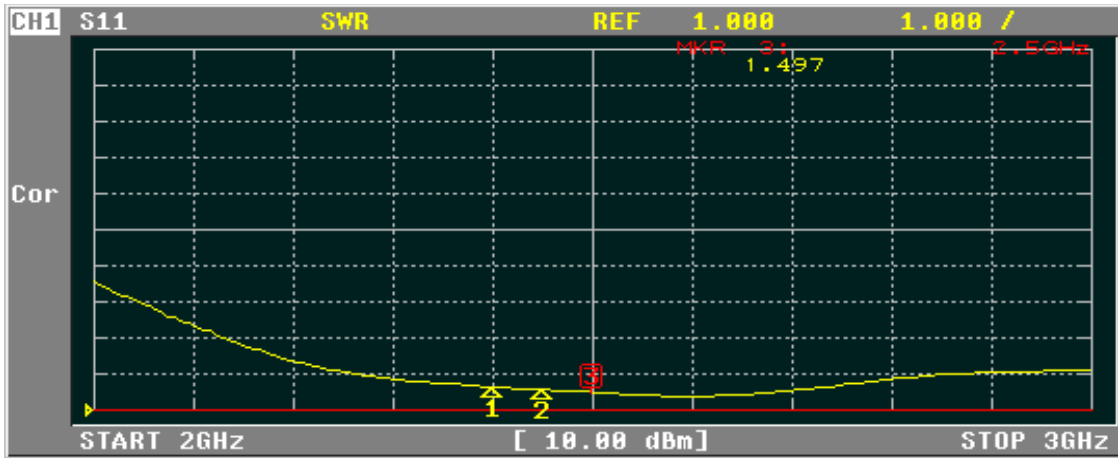 CH1 S11 SWR REF 1.000 1.000 /
MKR 3: 2.5GHz
1.497
Cor
3
1 2
START 2GHz [ 10.00 dBm] STOP 3GHz